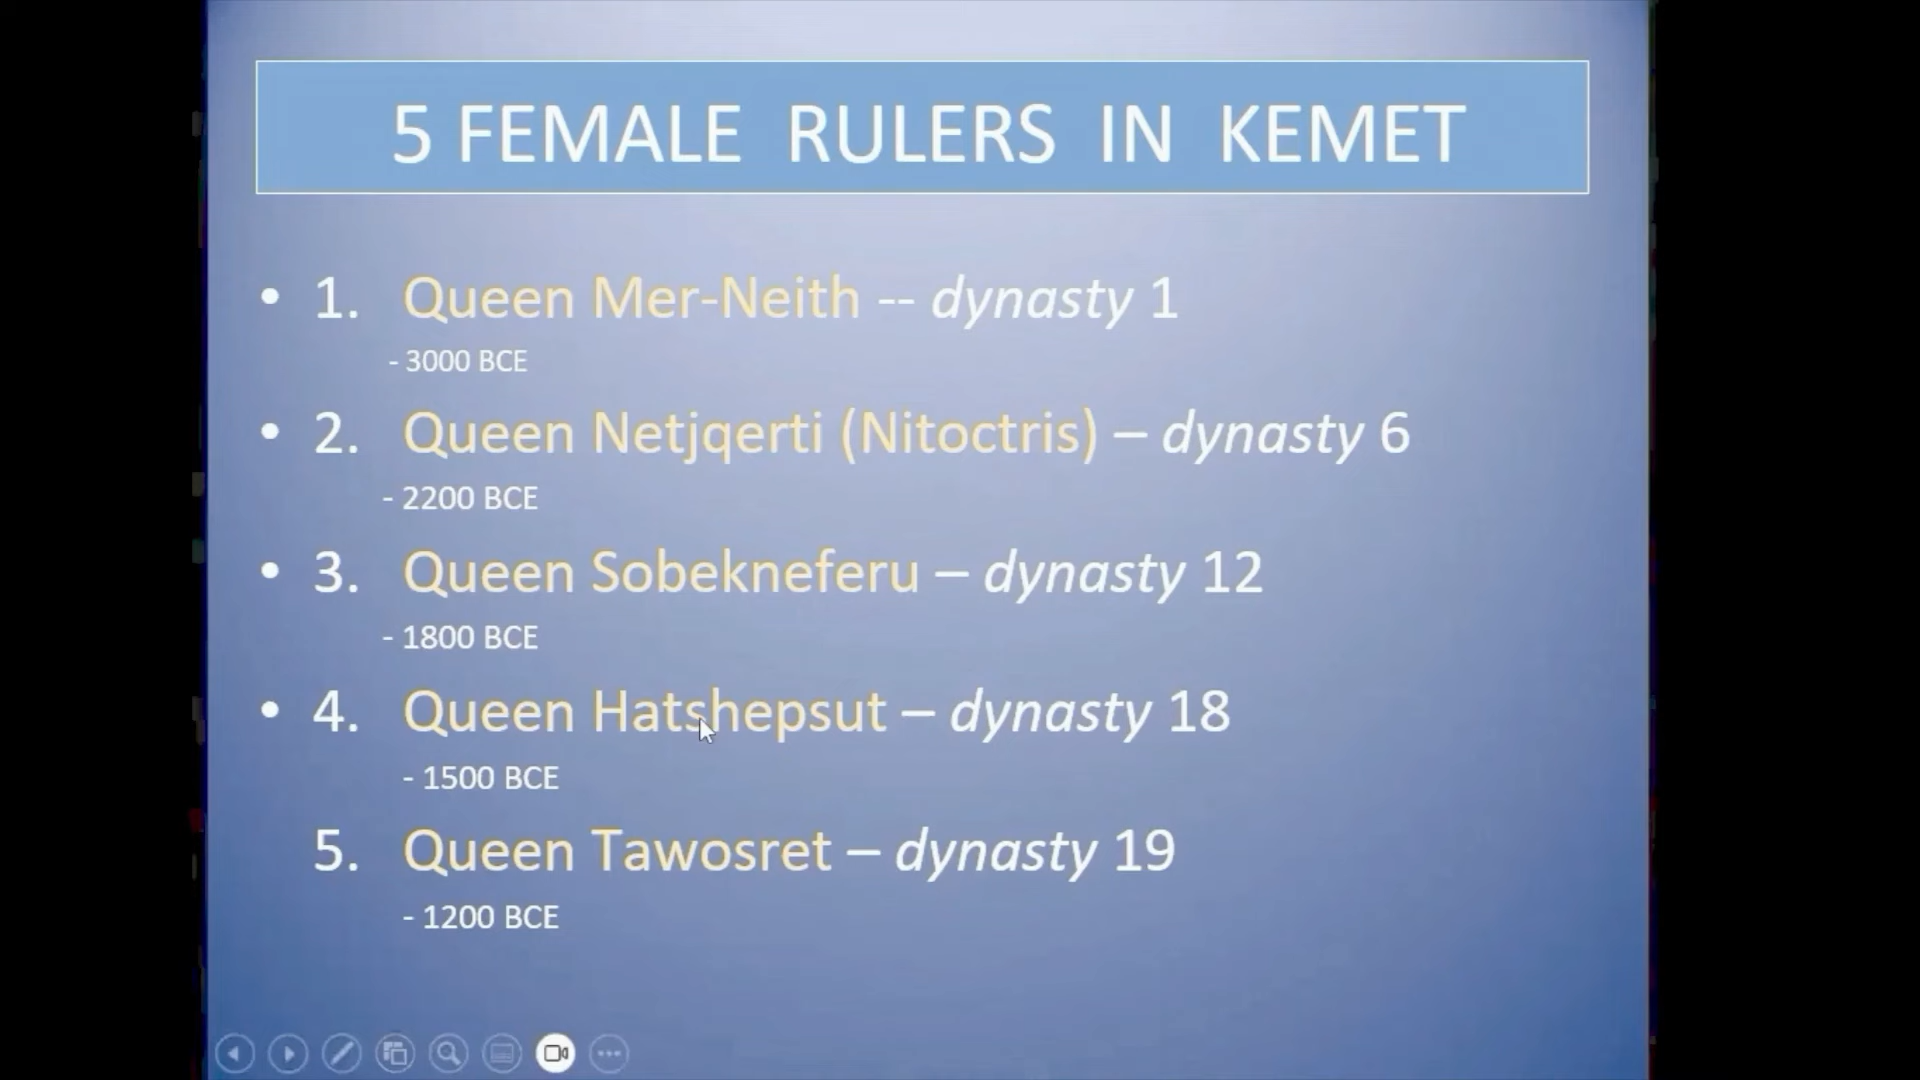 5 FEMALE RULERS IN KEMET
• 1. Queen Mer-Neith -- dynasty 1
- 3000 BCE
• 2. Queen Netjqerti (Nitoctris) – dynasty 6
- 2200 BCE
• 3. Queen Sobekneferu – dynasty 12
- 1800 BCE
• 4. Queen Hatshepsut – dynasty 18
- 1500 BCE
5. Queen Tawosret – dynasty 19
- 1200 BCE